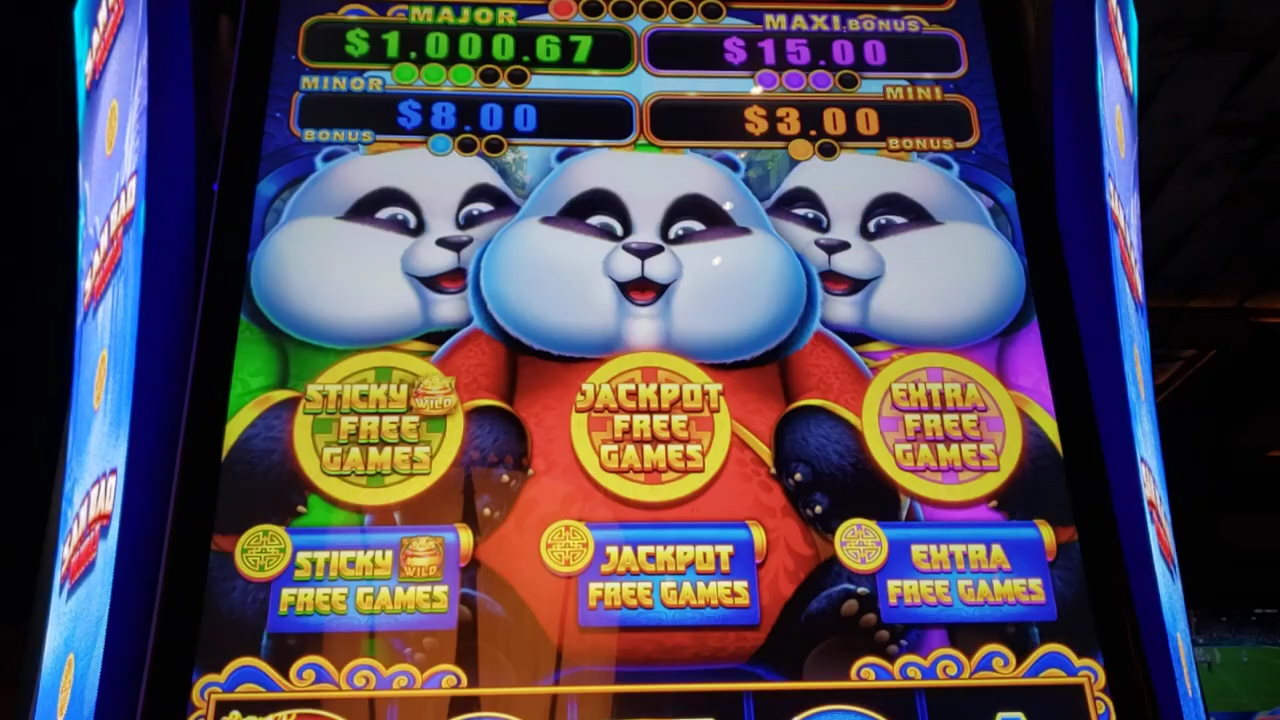 MAJOR
$1,000.67
MAXI BONUS
$15.00
MINOR
$8.00
BONUS
MINI
$3.00
BONUS
STICKY WILD
FREE
GAMES
JACKPOT
FREE
GAMES
EXTRA
FREE
GAMES
STICKY WILD
FREE GAMES
JACKPOT
FREE GAMES
EXTRA
FREE GAMES